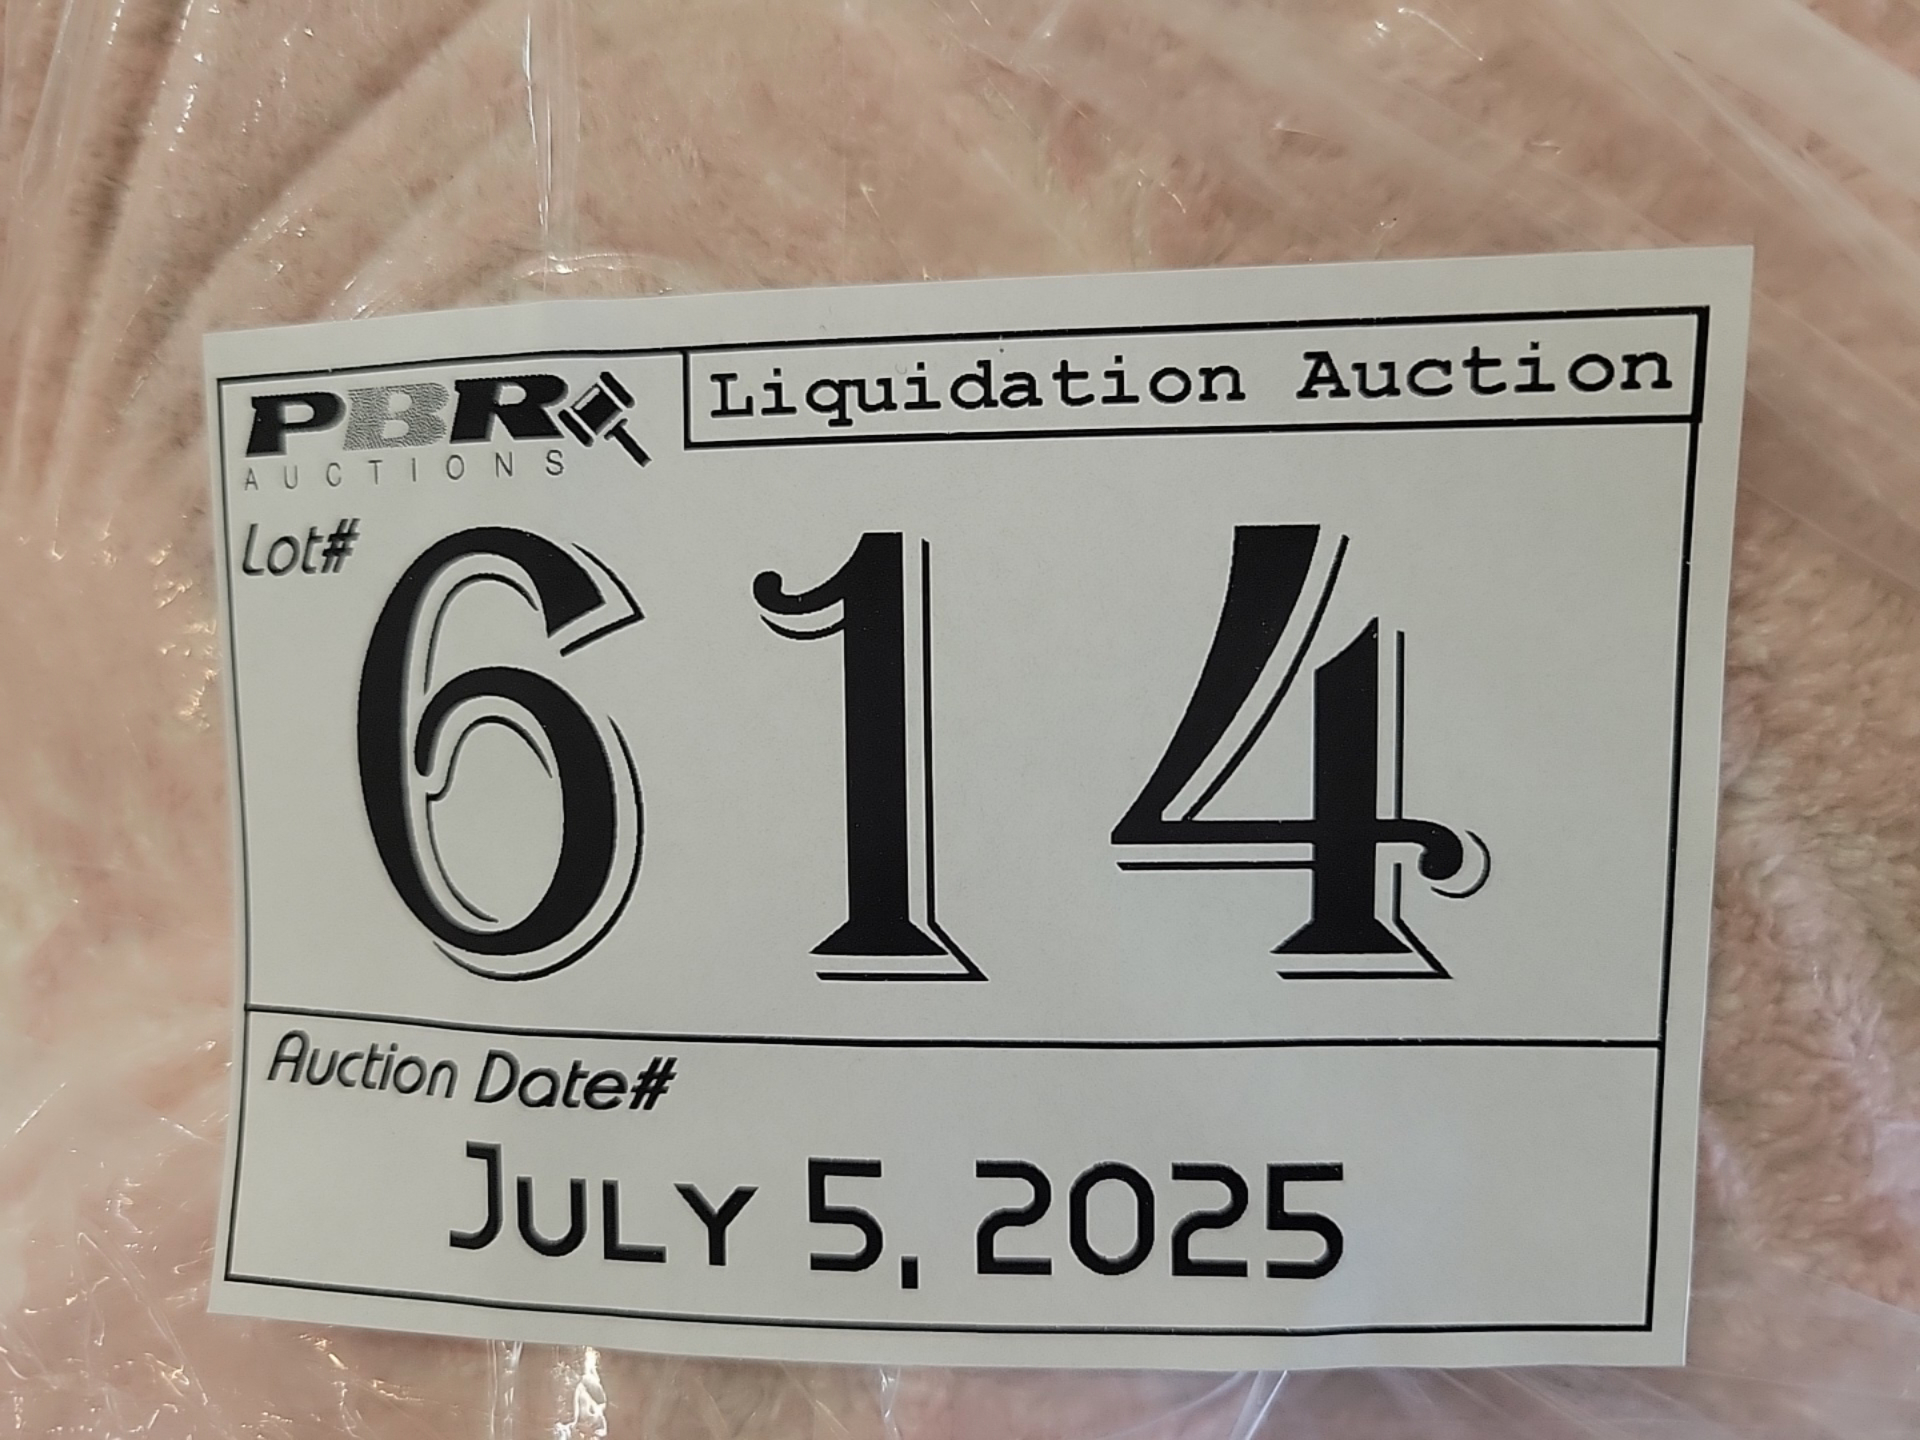 PBR
AUCTIONS
Liquidation Auction
Lot#
614
Auction Date#
July 5, 2025